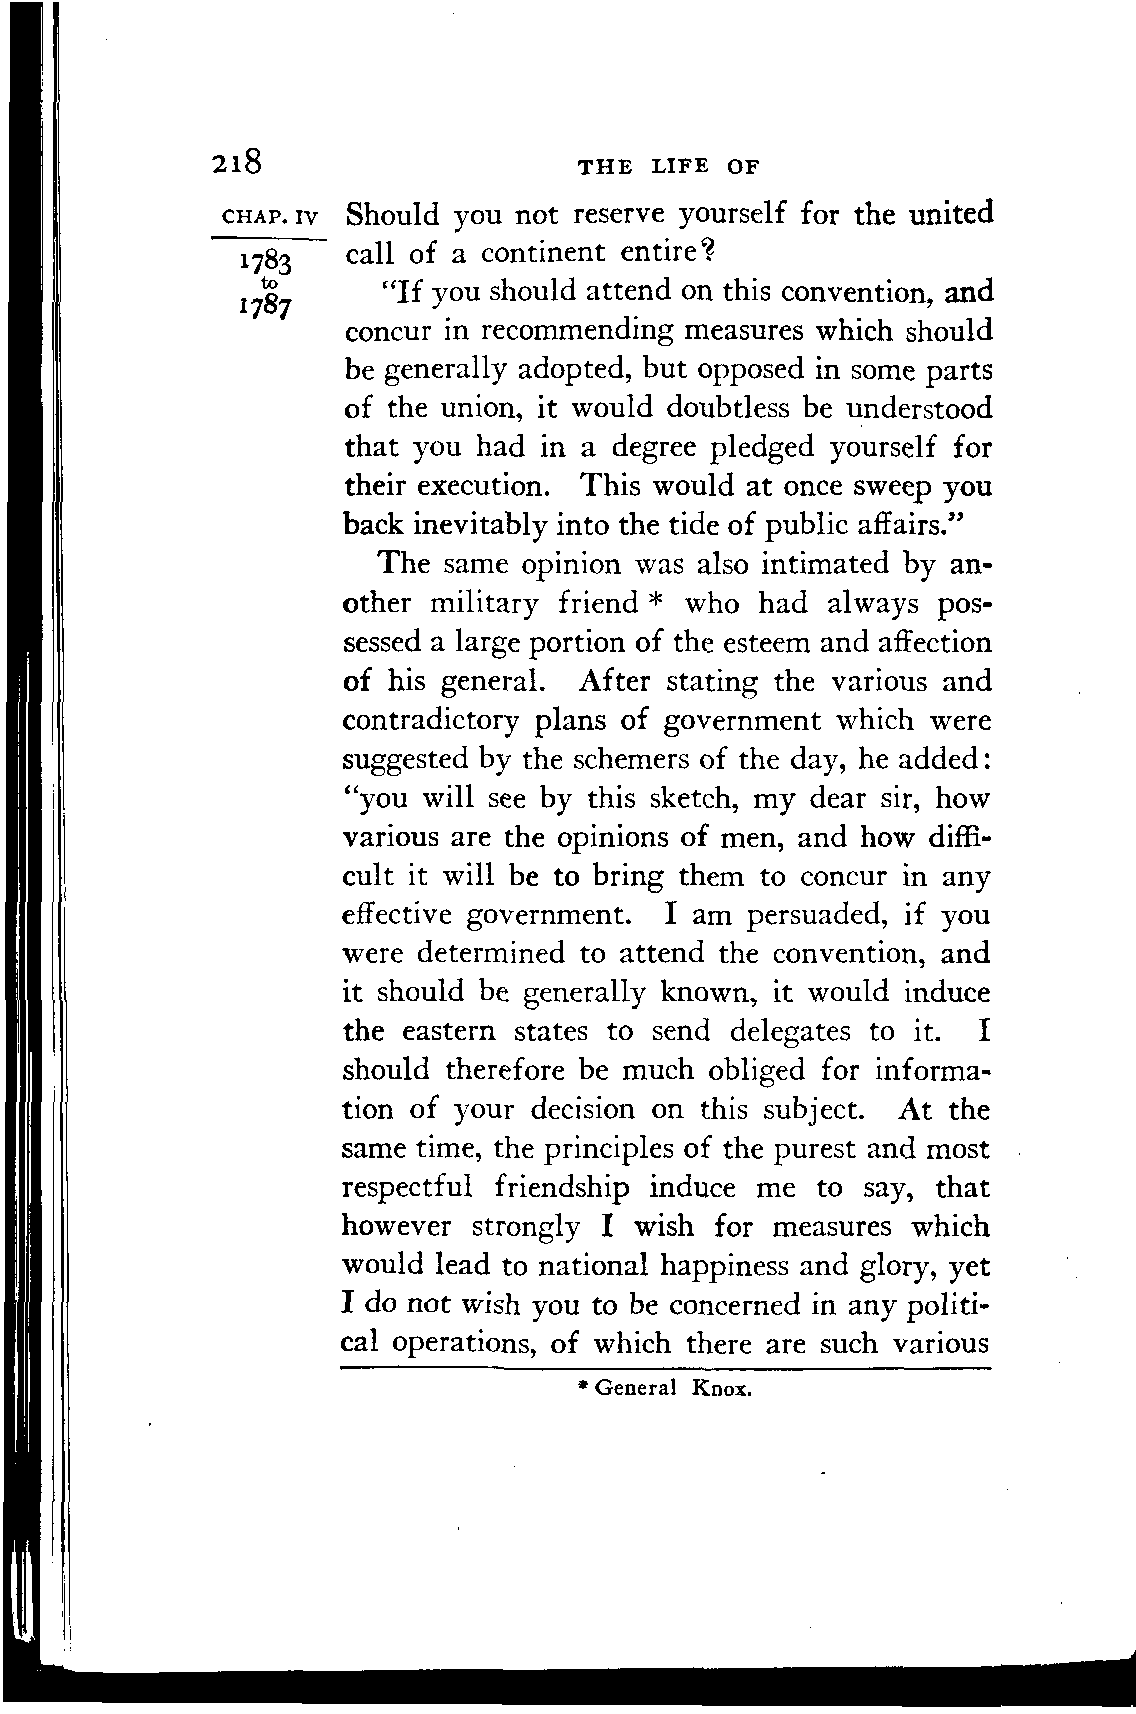 218 THE LIFE OF
CHAP. IV Should you not reserve yourself for the united
1783 call of a continent entire?
to "If you should attend on this convention, and
1787
concur in recommending measures which should
be generally adopted, but opposed in some parts
of the union, it would doubtless be understood
that you had in a degree pledged yourself for
their execution. This would at once sweep you
back inevitably into the tide of public affairs."
The same opinion was also intimated by an-
other military friend * who had always pos-
sessed a large portion of the esteem and affection
of his general. After stating the various and
contradictory plans of government which were
suggested by the schemers of the day, he added:
"you will see by this sketch, my dear sir, how
various are the opinions of men, and how diffi-
cult it will be to bring them to concur in any
effective government. I am persuaded, if you
were determined to attend the convention, and
it should be generally known, it would induce
the eastern states to send delegates to it. I
should therefore be much obliged for informa-
tion of your decision on this subject. At the
same time, the principles of the purest and most
respectful friendship induce me to say, that
however strongly I wish for measures which
would lead to national happiness and glory, yet
I do not wish you to be concerned in any politi-
cal operations, of which there are such various
* General Knox.